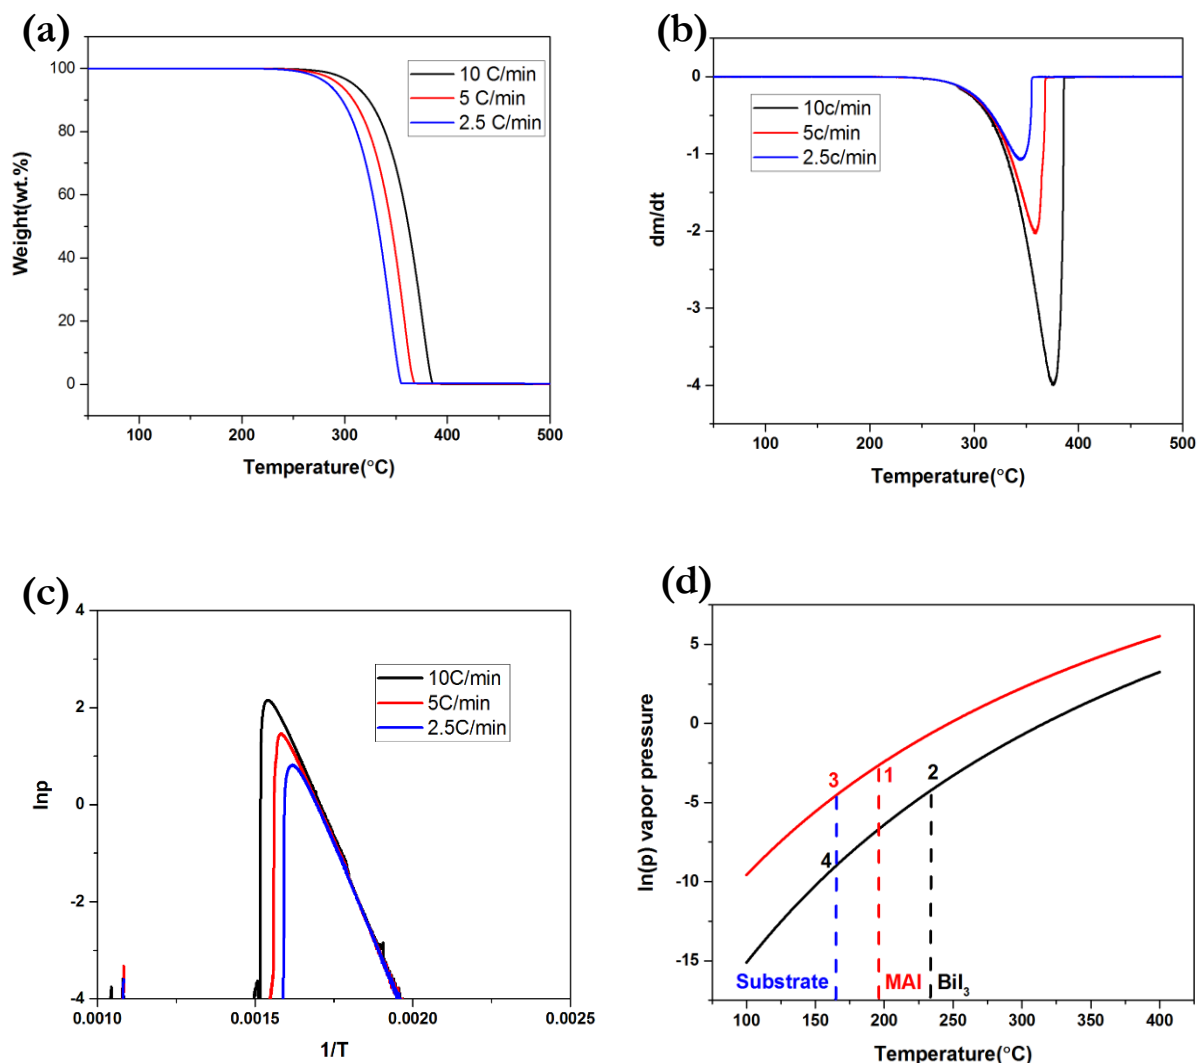 (a)
100
80
60
40
20
0
Weight(wt.%)
10 C/min
5 C/min
2.5 C/min
100 200 300 400 500
Temperature(°C)
(b)
0
-1
-2
-3
-4
dm/dt
10c/min
5c/min
2.5c/min
100 200 300 400 500
Temperature(°C)
(c)
4
2
0
-2
-4
lnp
10C/min
5C/min
2.5C/min
0.0010 0.0015 0.0020 0.0025
1/T
(d)
5
0
-5
-10
-15
ln(p) vapor pressure
3 1 2
4
Substrate MAI BiI₃
100 150 200 250 300 350 400
Temperature(°C)